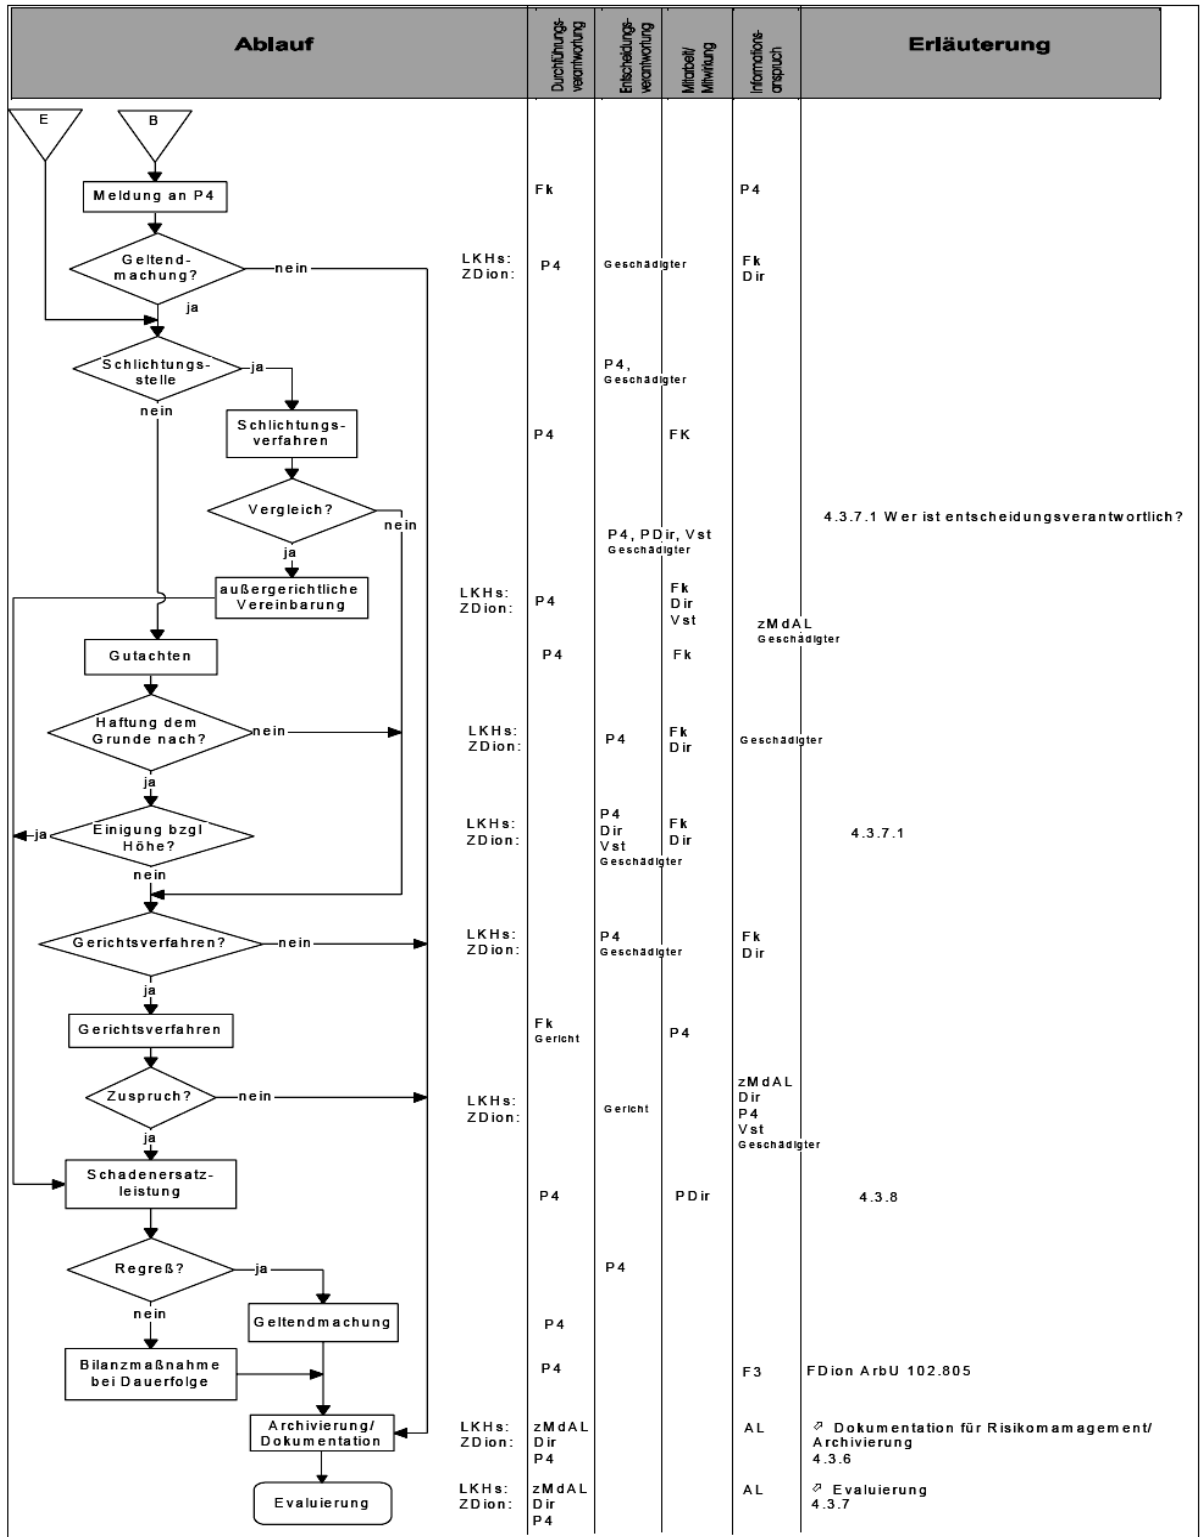 Ablauf
Durchführungs-
verantwortung
Entscheidungs-
verantwortung
Mitarbeit/
Mitwirkung
Informations-
anspruch
Erläuterung
E
B
Meldung an P4
Fk
P4
Geltend-
machung?
nein
ja
LKHs:
ZDion:
P4
Geschädigter
Fk
Dir
Schlichtungs-
stelle
ja
nein
P4,
Geschädigter
Schlichtungs-
verfahren
P4
FK
Vergleich?
nein
ja
P4, PDir, Vst
Geschädigter
4.3.7.1 Wer ist entscheidungsverantwortlich?
außergerichtliche
Vereinbarung
LKHs:
ZDion:
P4
Fk
Dir
Vst
zMdAL
Geschädigter
Gutachten
P4
Fk
Haftung dem
Grunde nach?
nein
ja
LKHs:
ZDion:
P4
Fk
Dir
Geschädigter
Einigung bzgl
Höhe?
ja
nein
LKHs:
ZDion:
P4
Dir
Vst
Geschädigter
Fk
Dir
4.3.7.1
Gerichtsverfahren?
nein
ja
LKHs:
ZDion:
P4
Geschädigter
Fk
Dir
Gerichtsverfahren
Fk
Gericht
P4
Zuspruch?
nein
ja
LKHs:
ZDion:
Gericht
zMdAL
Dir
P4
Vst
Geschädigter
Schadenersatz-
leistung
P4
PDir
4.3.8
Regreß?
ja
nein
P4
Geltendmachung
P4
Bilanzmaßnahme
bei Dauerfolge
P4
F3
FDion ArbU 102.805
Archivierung/
Dokumentation
LKHs:
ZDion:
zMdAL
Dir
P4
AL
⇗ Dokumentation für Risikomamagement/
Archivierung
4.3.6
Evaluierung
LKHs:
ZDion:
zMdAL
Dir
P4
AL
⇗ Evaluierung
4.3.7